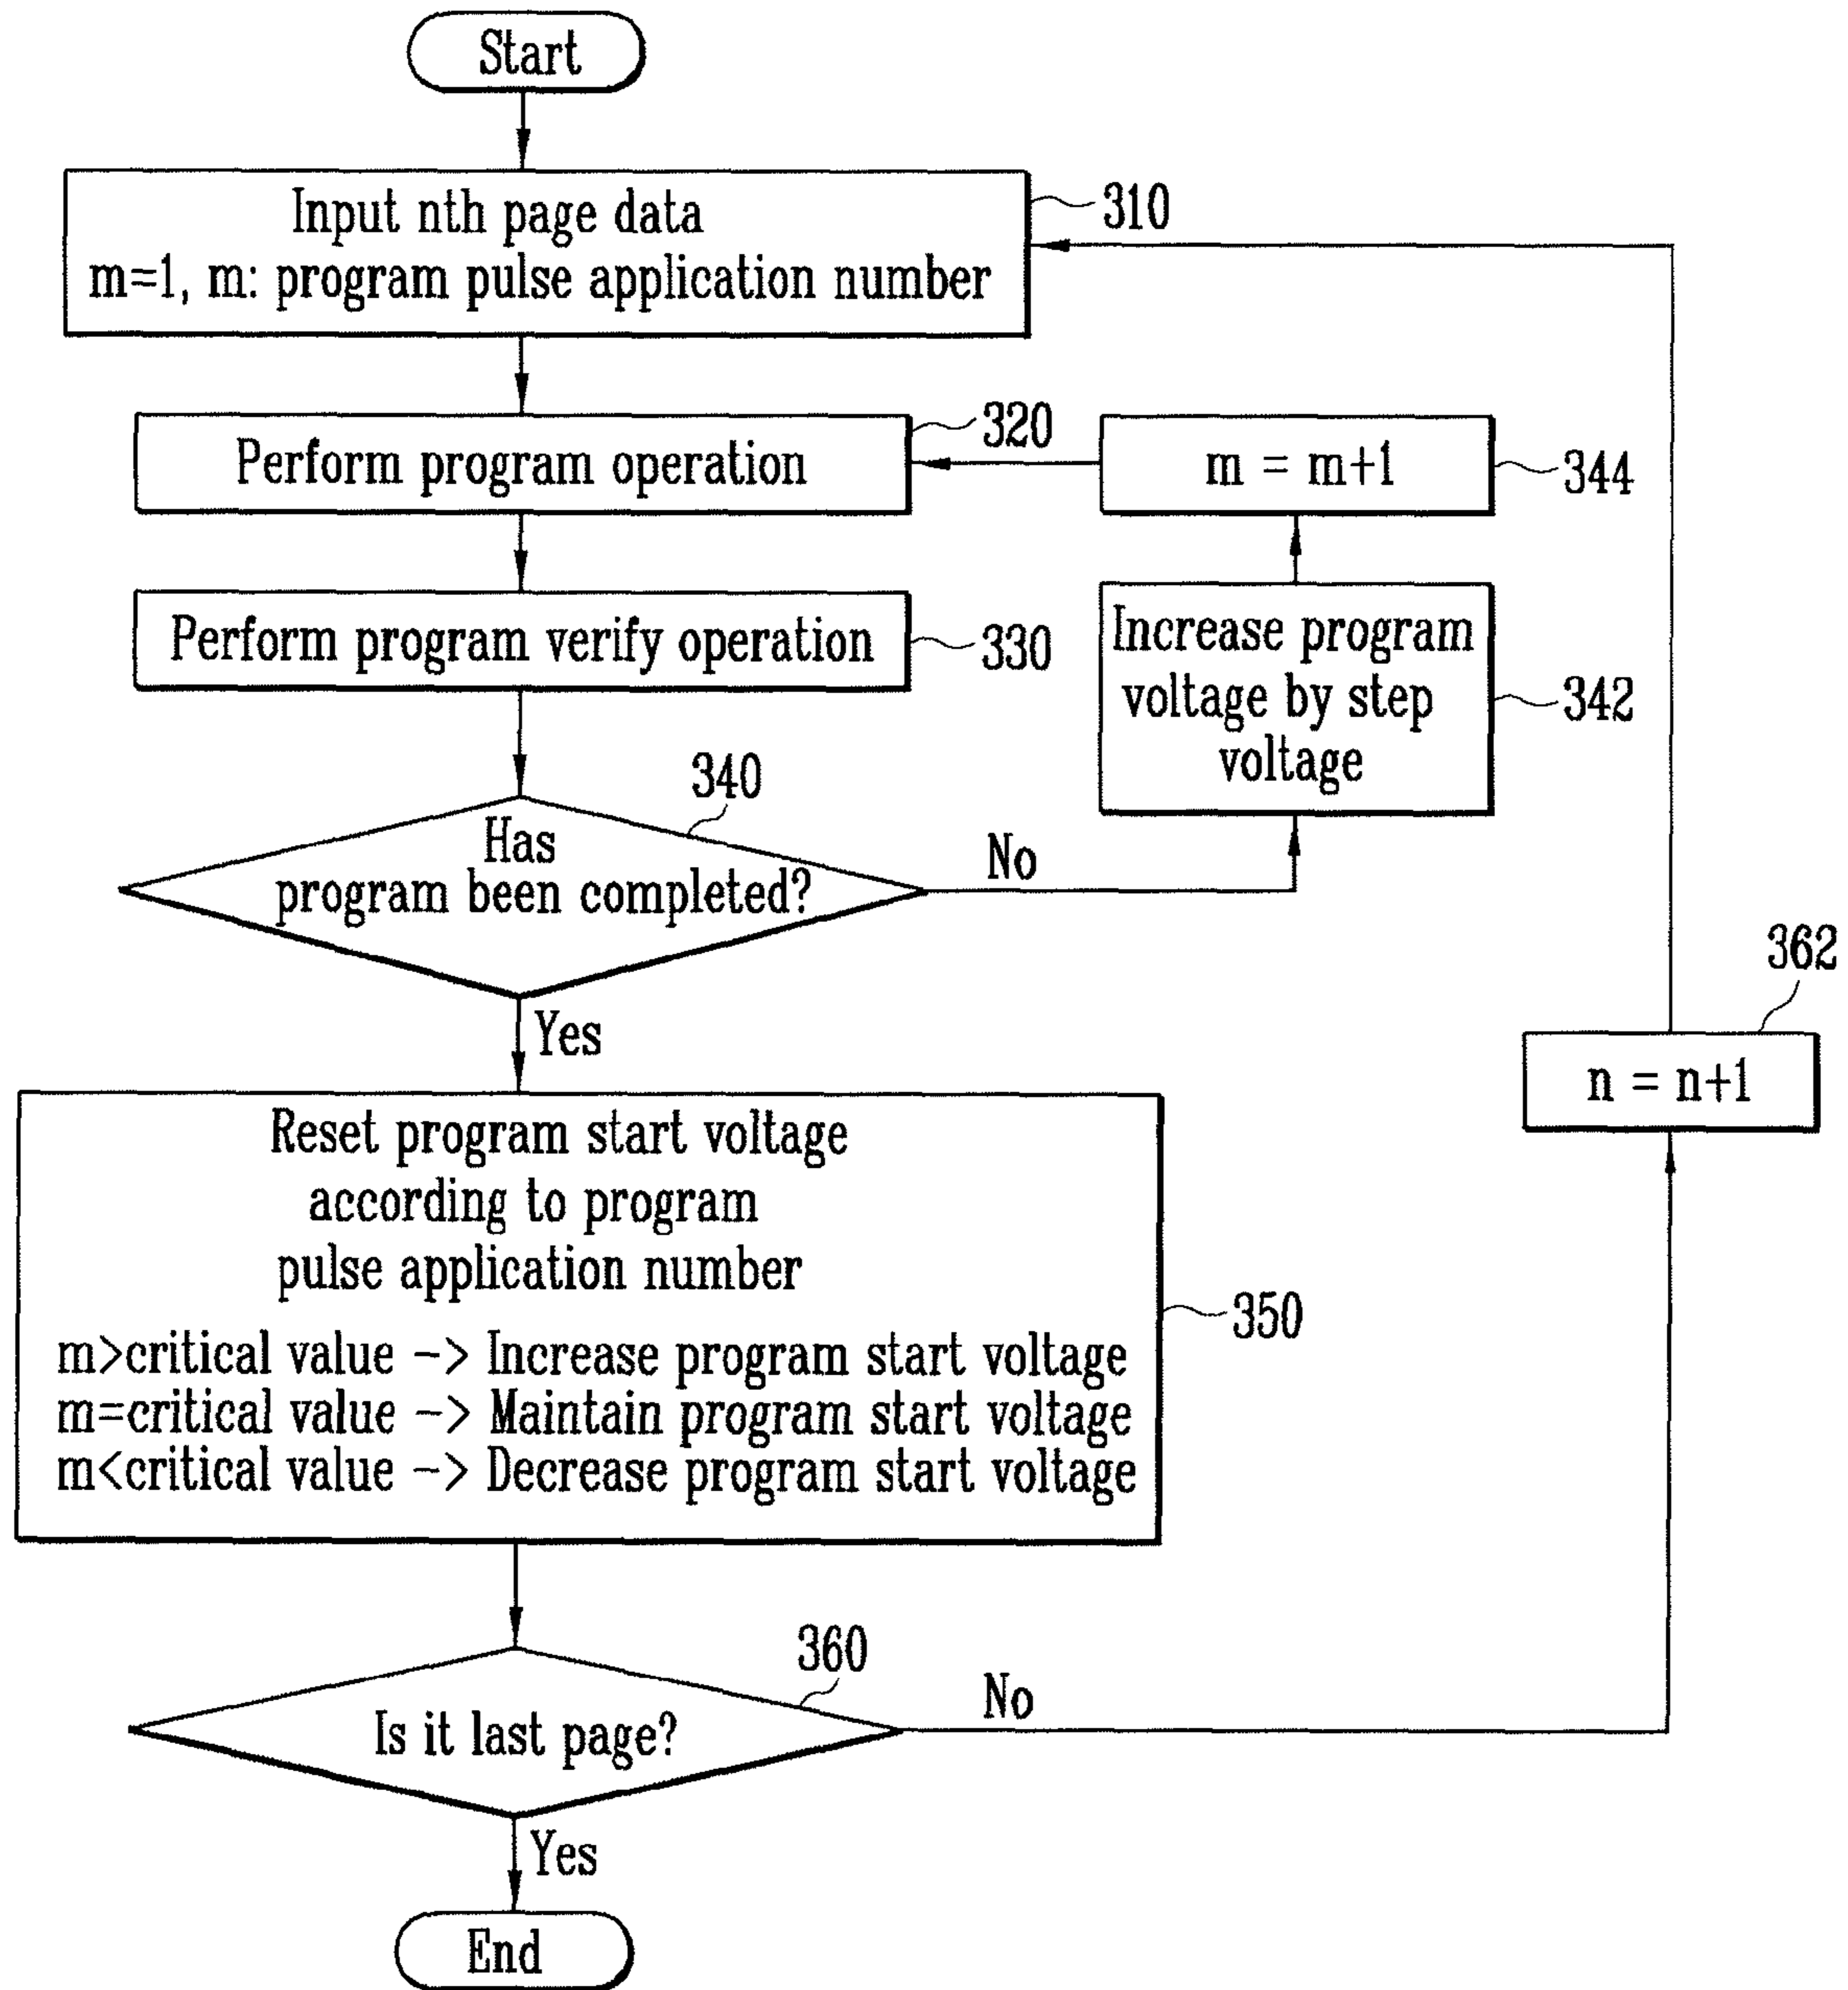 Start
Input nth page data
m=1, m: program pulse application number
310
Perform program operation
320
m = m+1
344
Perform program verify operation
330
Increase program
voltage by step
voltage
342
340
Has
program been completed?
No
Yes
362
n = n+1
Reset program start voltage
according to program
pulse application number
m>critical value -> Increase program start voltage
m=critical value -> Maintain program start voltage
m<critical value -> Decrease program start voltage
350
360
Is it last page?
No
Yes
End